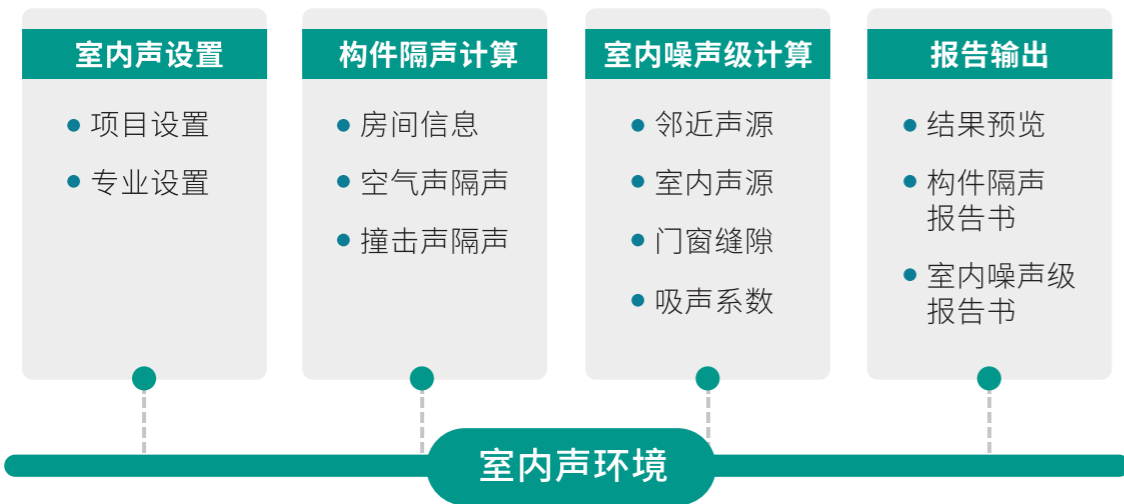 室内声设置
项目设置
专业设置
构件隔声计算
房间信息
空气声隔声
撞击声隔声
室内噪声级计算
邻近声源
室内声源
门窗缝隙
吸声系数
报告输出
结果预览
构件隔声
报告书
室内噪声级
报告书
室内声环境